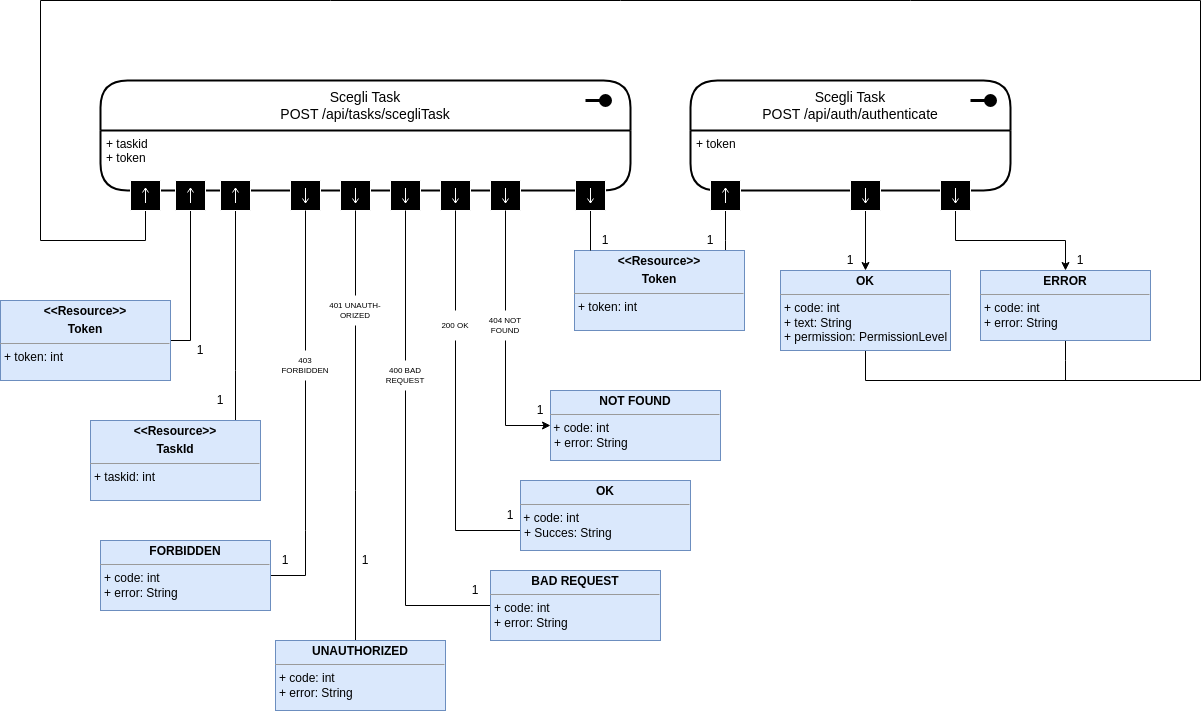 Scegli Task
POST /api/tasks/scegliTask
+ taskid
+ token
Scegli Task
POST /api/auth/authenticate
+ token
1
<<Resource>>
Token
+ token: int
1
1
OK
+ code: int
+ text: String
+ permission: PermissionLevel
1
ERROR
+ code: int
+ error: String
<<Resource>>
Token
+ token: int
1
401 UNAUTH-
ORIZED
200 OK
404 NOT
FOUND
403
FORBIDDEN
400 BAD
REQUEST
1
<<Resource>>
TaskId
+ taskid: int
1
NOT FOUND
+ code: int
+ error: String
1
OK
+ code: int
+ Succes: String
FORBIDDEN
+ code: int
+ error: String
1
1
1
BAD REQUEST
+ code: int
+ error: String
UNAUTHORIZED
+ code: int
+ error: String